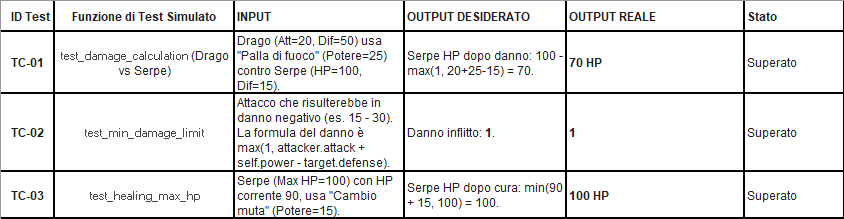 ID Test Funzione di Test Simulato INPUT OUTPUT DESIDERATO OUTPUT REALE Stato
TC-01
test_damage_calculation (Drago
vs Serpe)
Drago (Att=20, Dif=50) usa
"Palla di fuoco" (Potere=25)
contro Serpe (HP=100,
Dif=15).
Serpe HP dopo danno: 100 -
max(1, 20+25-15) = 70.
70 HP
Superato
TC-02
test_min_damage_limit
Attacco che risulterebbe in
danno negativo (es. 15 - 30).
La formula del danno è
max(1, attacker.attack +
self.power - target.defense).
Danno inflitto: 1.
1
Superato
TC-03
test_healing_max_hp
Serpe (Max HP=100) con HP
corrente 90, usa "Cambio
muta" (Potere=15).
Serpe HP dopo cura: min(90
+ 15, 100) = 100.
100 HP
Superato